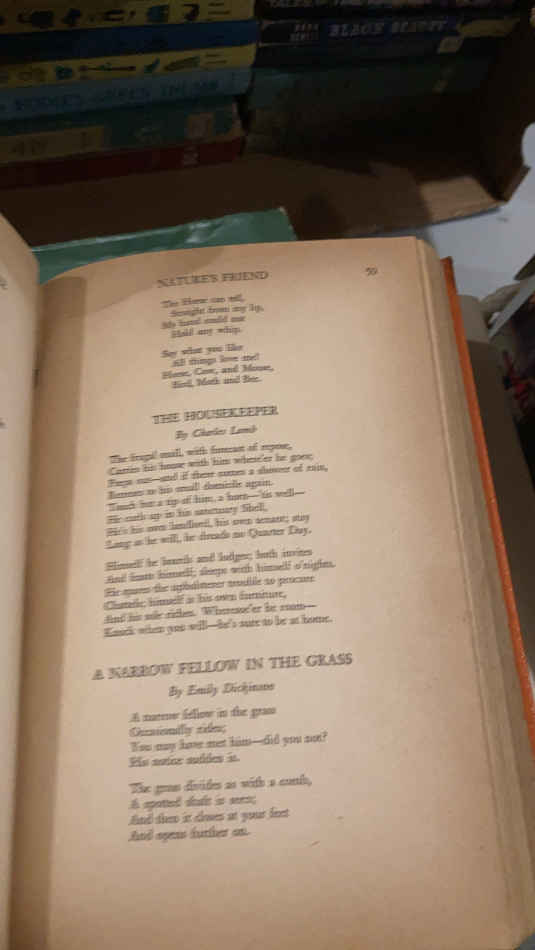 BLACK BEAUTY
NATURE'S FRIEND 59
The Horse can tell,
Straight from my lip,
My hand could not
Hold any whip.
Say what you like
All things love me!
Horse, Cow, and Mouse,
Bird, Moth and Bee.
THE HOUSEKEEPER
By Charles Lamb
The frugal snail, with forecast of repose,
Carries his house with him where'er he goes;
Peeps out—and if there comes a shower of rain,
Retreats to his small domicile again.
Touch but a tip of him, a horn—'tis well—
He curls up in his sanctuary Shell,
He's his own landlord, his own tenant; stay
Long as he will, he dreads no Quarter Day.
Himself he boards and lodges; both invites
And feasts himself; sleeps with himself o'nights.
He spares the upholsterer trouble to procure
Chattels; himself is his own furniture,
And his sole riches. Wheresoe'er he roam—
Knock when you will—he's sure to be at home.
A NARROW FELLOW IN THE GRASS
By Emily Dickinson
A narrow fellow in the grass
Occasionally rides;
You may have met him—did you not?
His notice sudden is.
The grass divides as with a comb,
A spotted shaft is seen;
And then it closes at your feet
And opens further on.